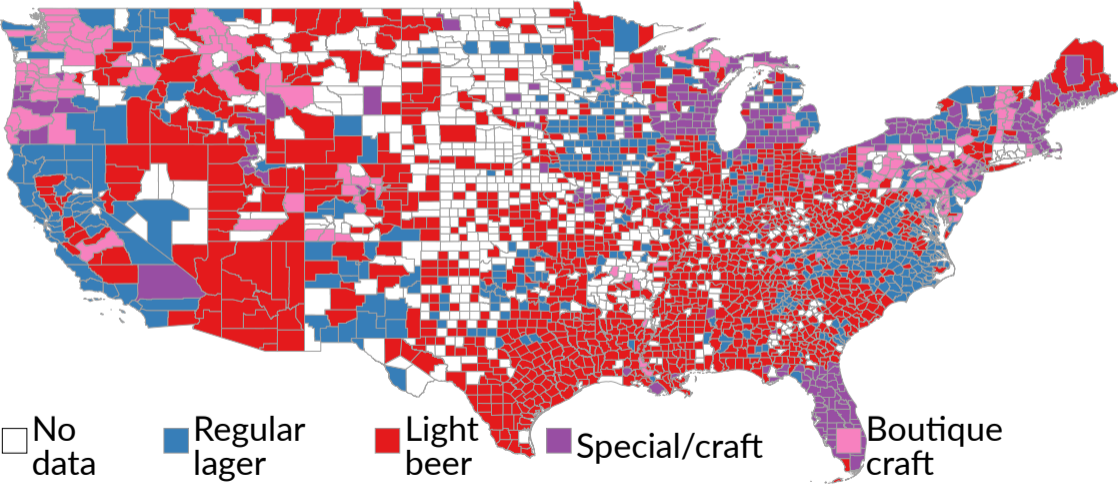 No
data
Regular
lager
Light
beer
Special/craft
Boutique
craft